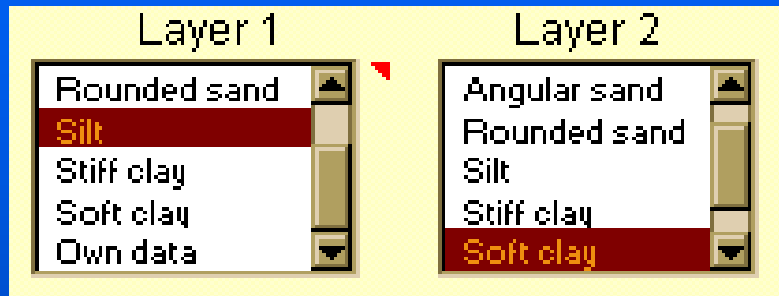 Layer 1
Rounded sand
Silt
Stiff clay
Soft clay
Own data
Layer 2
Angular sand
Rounded sand
Silt
Stiff clay
Soft clay